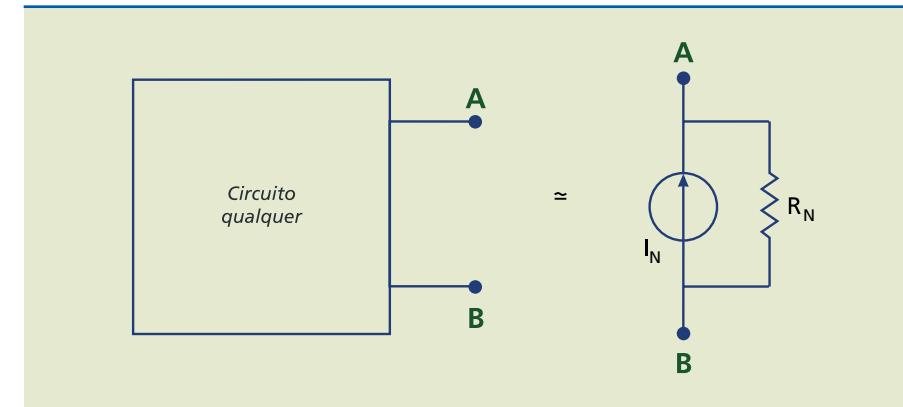 A
Circuito
qualquer
B
≃
A
I_N
R_N
B